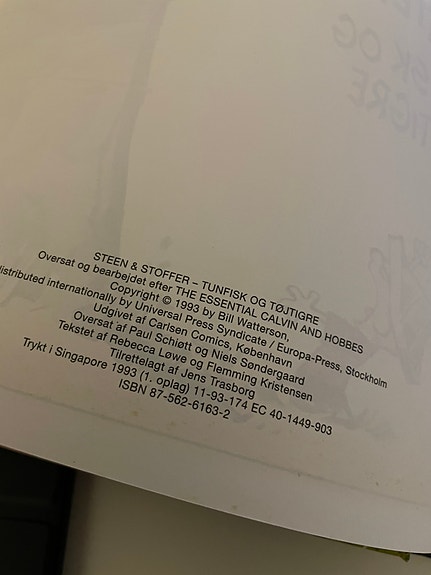 STEEN & STOFFER – TUNFISK OG TØJTIGRE
Oversat og bearbejdet efter THE ESSENTIAL CALVIN AND HOBBES
Copyright © 1993 by Bill Watterson,
distributed internationally by Universal Press Syndicate / Europa-Press, Stockholm
Udgivet af Carlsen Comics, København
Oversat af Paul Schiøtt og Niels Søndergaard
Tekstet af Rebecca Løwe og Flemming Kristensen
Tilrettelagt af Jens Trasborg
Trykt i Singapore 1993 (1. oplag) 11-93-174 EC 40-1449-903
ISBN 87-562-6163-2